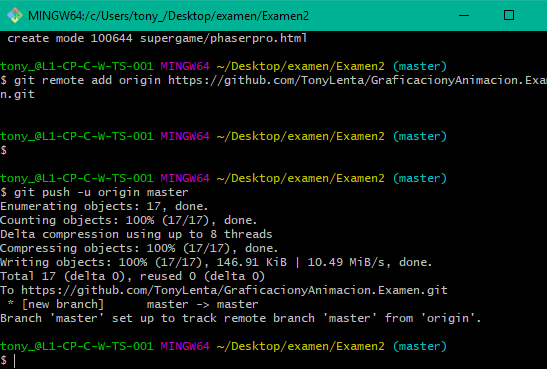 MINGW64:/c/Users/tony_/Desktop/examen/Examen2
create mode 100644 supergame/phaserpro.html
tony_@L1-CP-C-W-TS-001 MINGW64 ~/Desktop/examen/Examen2 (master)
$ git remote add origin https://github.com/TonyLenta/GraficacionyAnimacion.Exa
n.git
tony_@L1-CP-C-W-TS-001 MINGW64 ~/Desktop/examen/Examen2 (master)
$
tony_@L1-CP-C-W-TS-001 MINGW64 ~/Desktop/examen/Examen2 (master)
$ git push -u origin master
Enumerating objects: 17, done.
Counting objects: 100% (17/17), done.
Delta compression using up to 8 threads
Compressing objects: 100% (17/17), done.
Writing objects: 100% (17/17), 146.91 KiB | 10.49 MiB/s, done.
Total 17 (delta 0), reused 0 (delta 0)
To https://github.com/TonyLenta/GraficacionyAnimacion.Examen.git
* [new branch]      master -> master
Branch 'master' set up to track remote branch 'master' from 'origin'.
tony_@L1-CP-C-W-TS-001 MINGW64 ~/Desktop/examen/Examen2 (master)
$